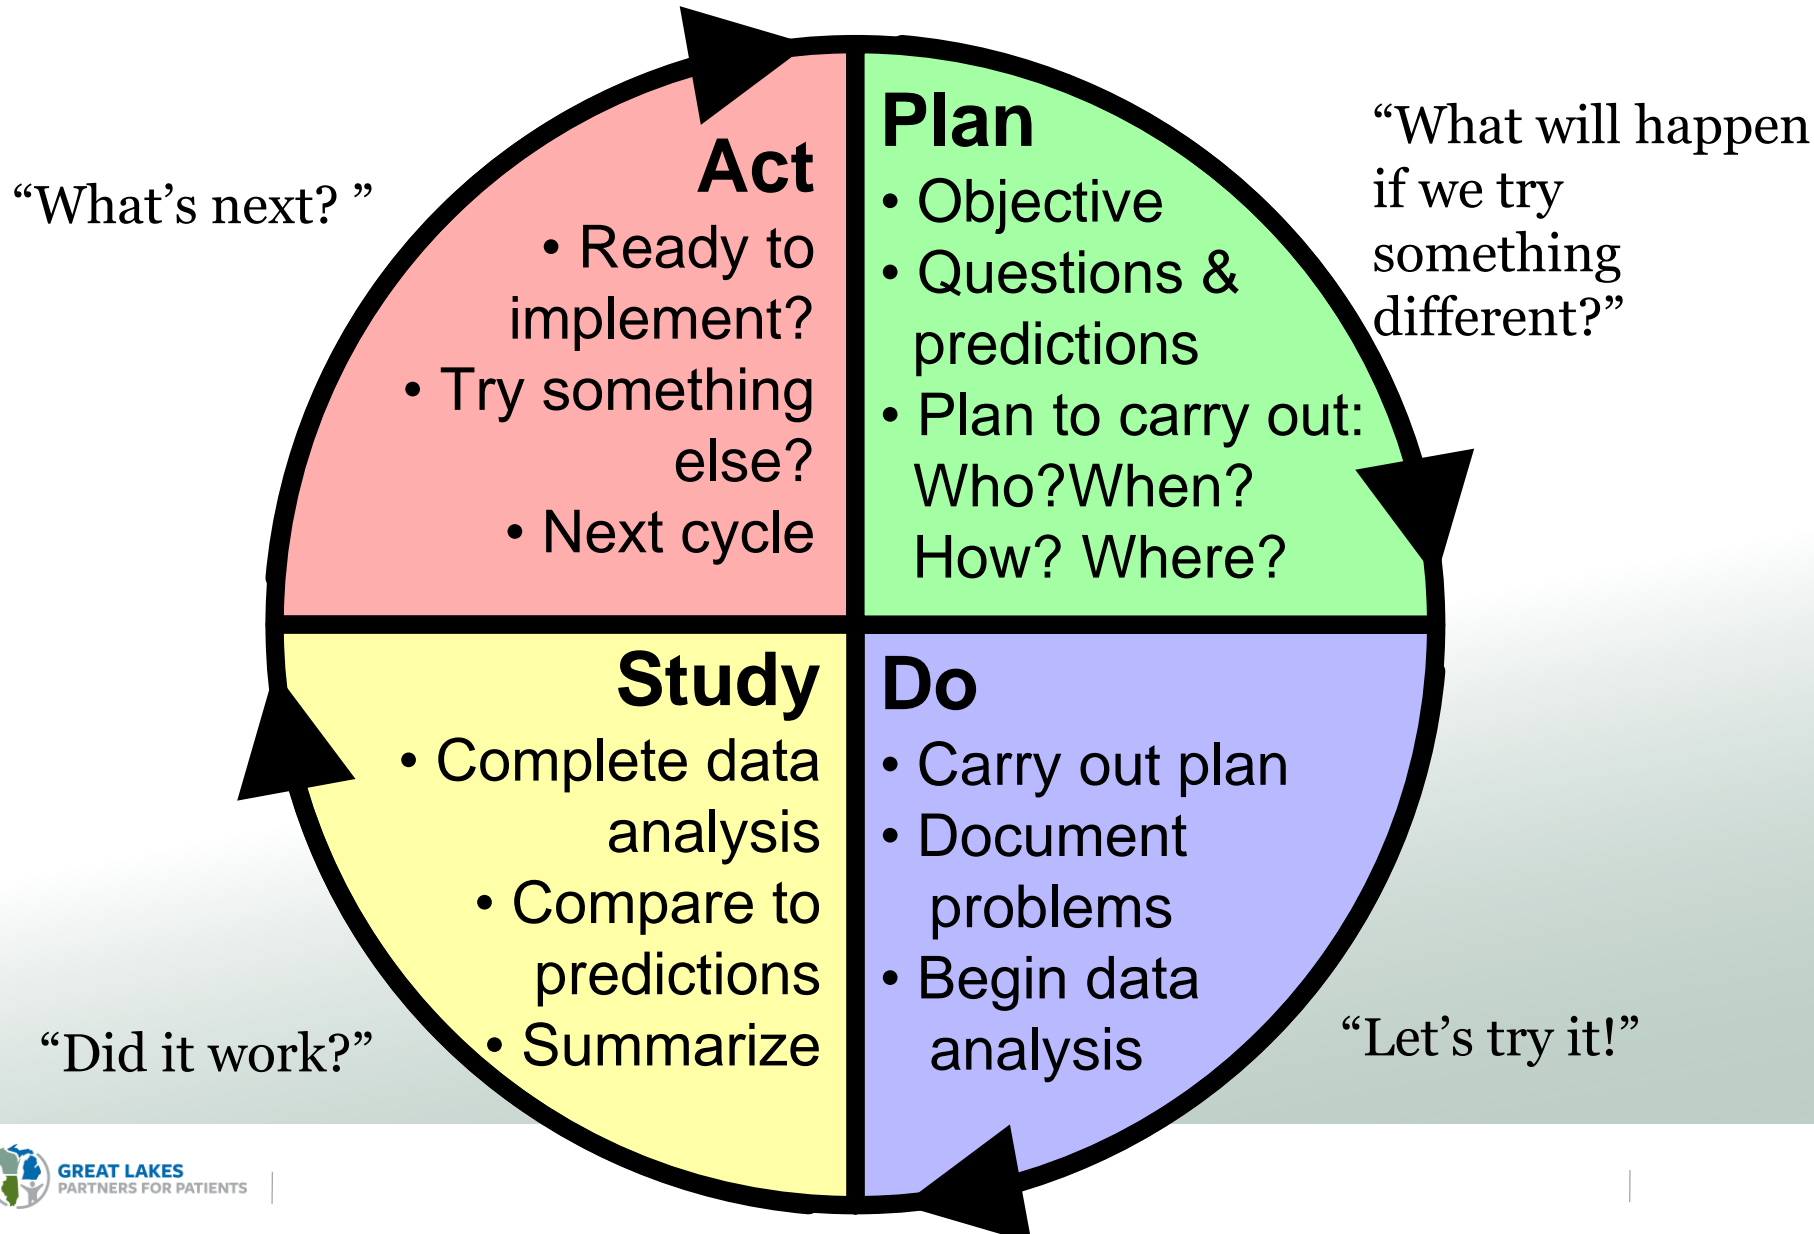 “What’s next? ”
Act
• Ready to
implement?
• Try something
else?
• Next cycle
Plan
• Objective
• Questions &
predictions
• Plan to carry out:
Who?When?
How? Where?
“What will happen
if we try
something
different?”
Study
• Complete data
analysis
• Compare to
predictions
• Summarize
“Did it work?”
Do
• Carry out plan
• Document
problems
• Begin data
analysis
“Let’s try it!”
GREAT LAKES
PARTNERS FOR PATIENTS